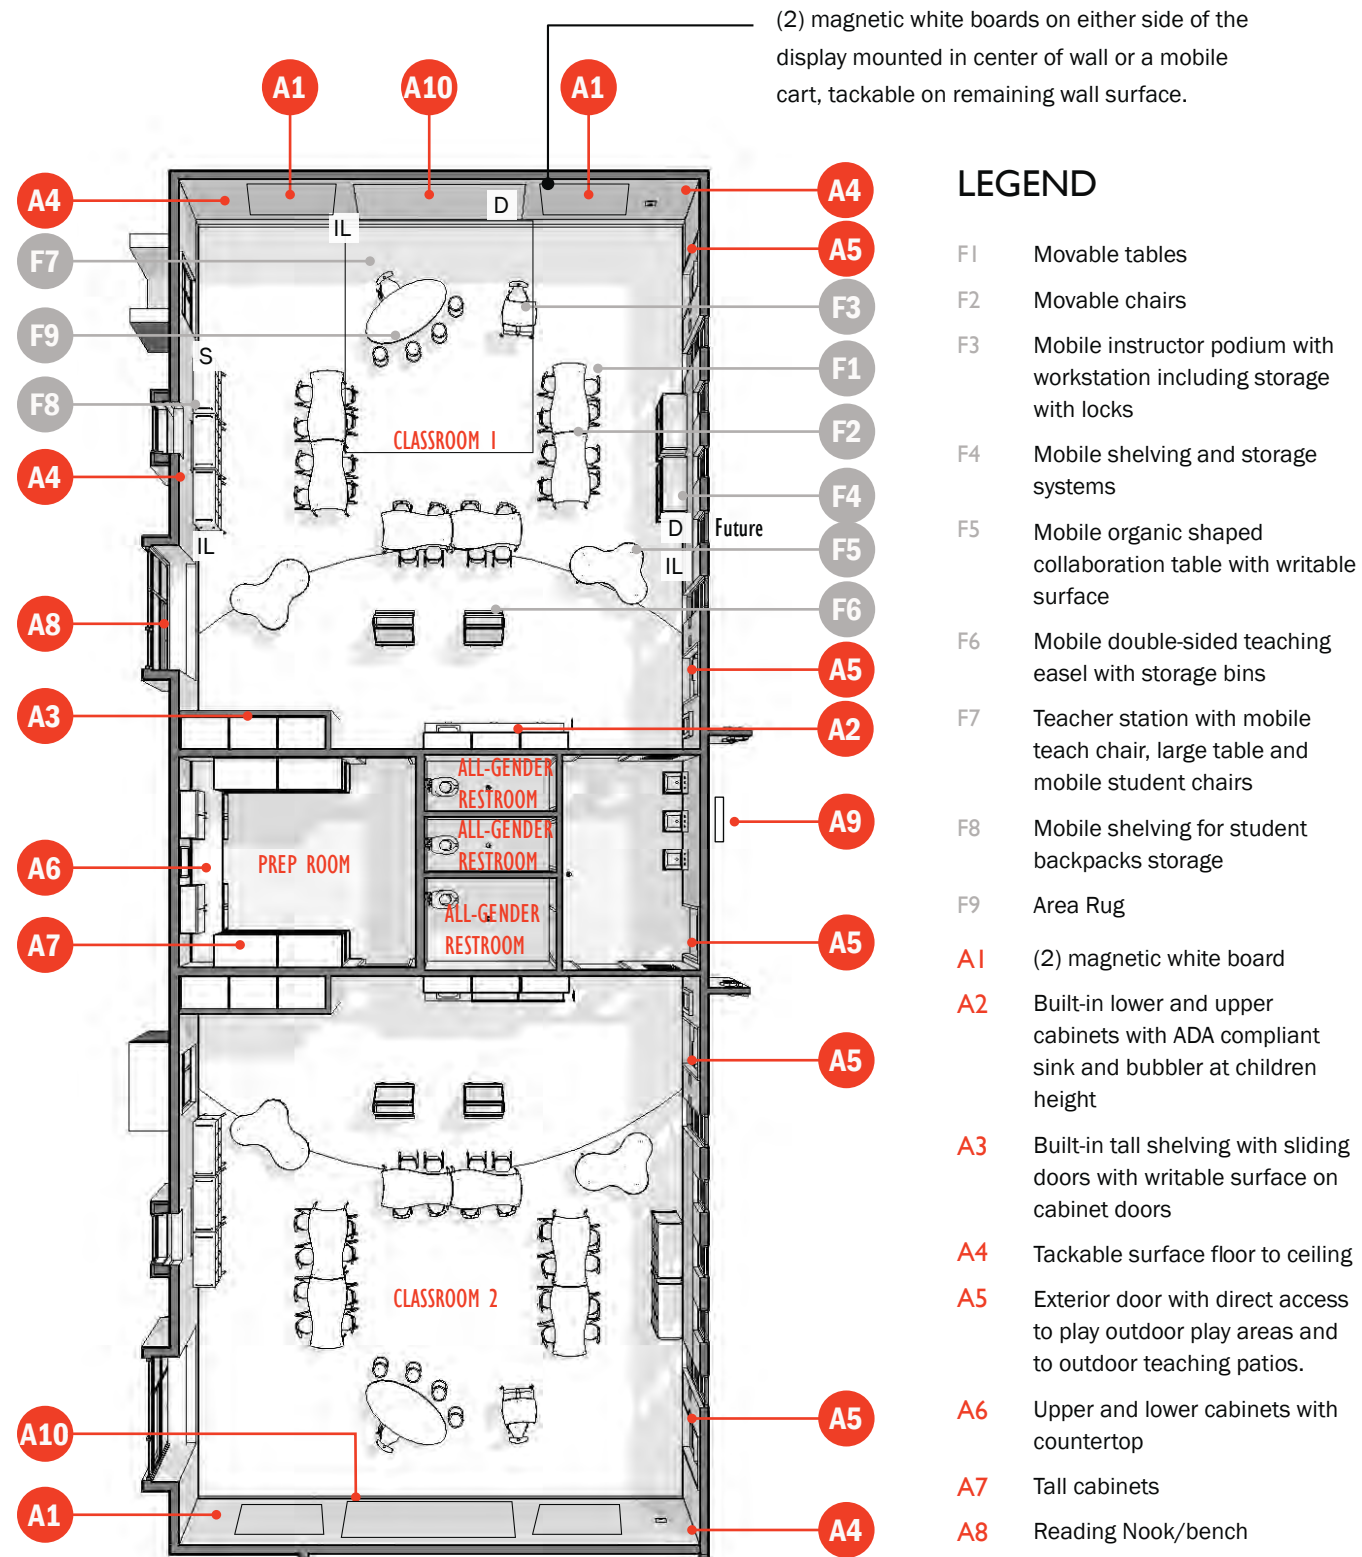 (2) magnetic white boards on either side of the
display mounted in center of wall or a mobile
cart, tackable on remaining wall surface.
A1
A10
A1
A4
A4
D
IL
F7
A5
F3
F9
S
F1
F8
CLASSROOM 1
F2
A4
F4
D
Future
IL
F5
IL
F6
A8
A5
A3
A2
ALL-GENDER
RESTROOM
ALL-GENDER
RESTROOM
A9
PREP ROOM
A6
ALL-GENDER
RESTROOM
A7
A5
A5
CLASSROOM 2
A5
A10
A1
A4
LEGEND
F1 Movable tables
F2 Movable chairs
F3 Mobile instructor podium with
workstation including storage
with locks
F4 Mobile shelving and storage
systems
F5 Mobile organic shaped
collaboration table with writable
surface
F6 Mobile double-sided teaching
easel with storage bins
F7 Teacher station with mobile
teach chair, large table and
mobile student chairs
F8 Mobile shelving for student
backpacks storage
F9 Area Rug
A1 (2) magnetic white board
A2 Built-in lower and upper
cabinets with ADA compliant
sink and bubbler at children
height
A3 Built-in tall shelving with sliding
doors with writable surface on
cabinet doors
A4 Tackable surface floor to ceiling
A5 Exterior door with direct access
to play outdoor play areas and
to outdoor teaching patios.
A6 Upper and lower cabinets with
countertop
A7 Tall cabinets
A8 Reading Nook/bench